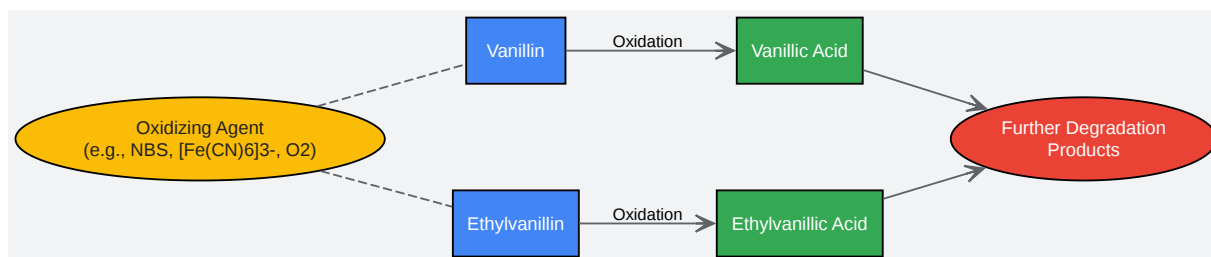 Vanillin
Oxidation
Vanillic Acid
Oxidizing Agent
(e.g., NBS, [Fe(CN)6]3-, O2)
Further Degradation
Products
Ethylvanillin
Oxidation
Ethylvanillic Acid